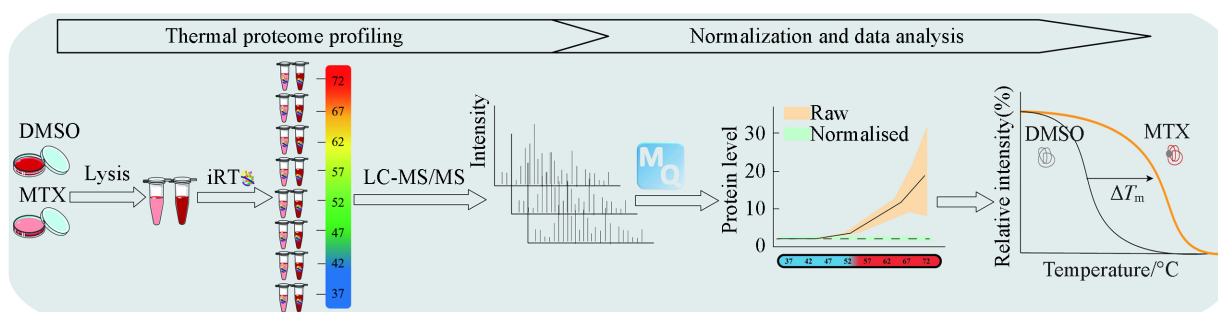 Thermal proteome profiling
Normalization and data analysis
DMSO
MTX
Lysis
iRT
72
67
62
57
52
47
42
37
LC-MS/MS
Intensity
MQ
Protein level
30
20
10
0
Raw
Normalised
37 42 47 52 57 62 67 72
Relative intensity(%)
DMSO
MTX
ΔTm
Temperature/°C